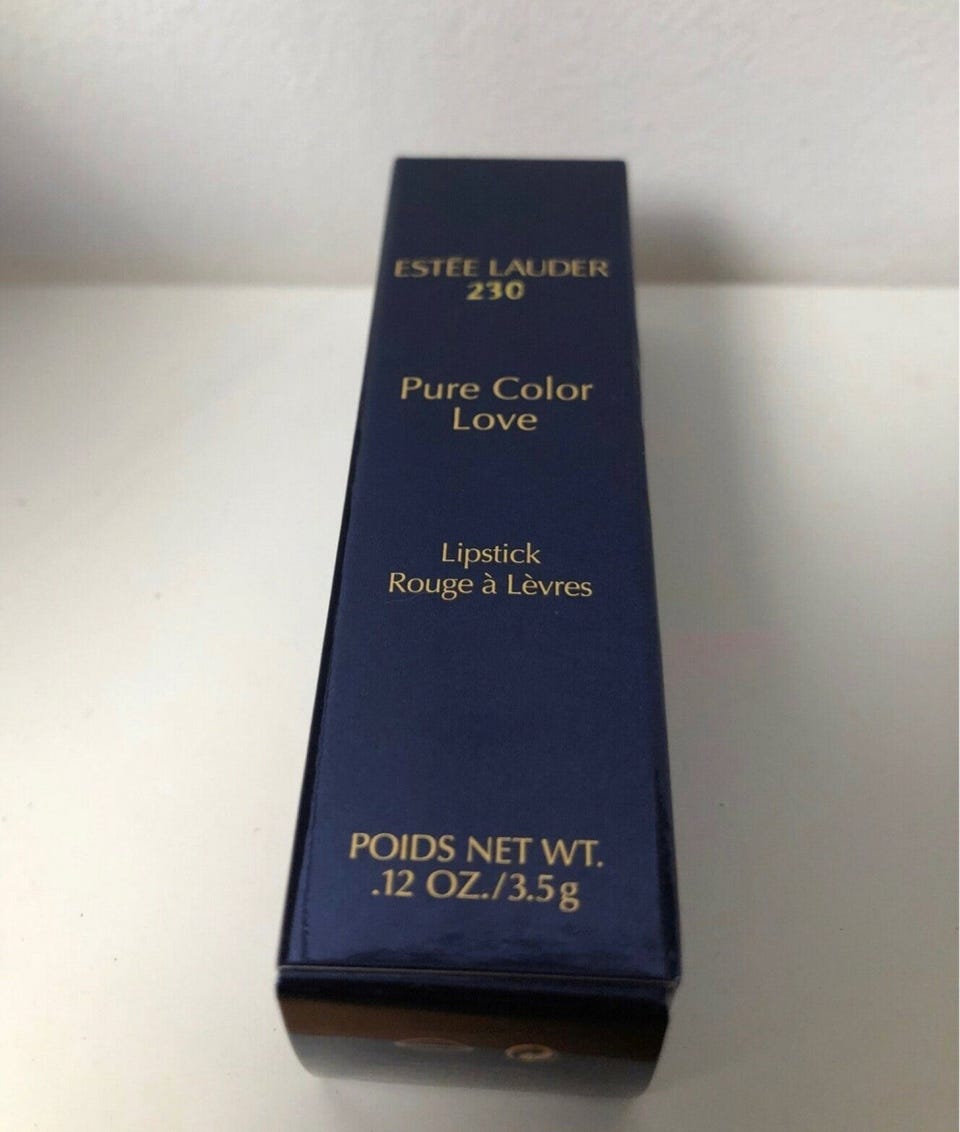 ESTĒE LAUDER
230
Pure Color
Love
Lipstick
Rouge à Lèvres
POIDS NET WT.
.12 OZ./3.5g